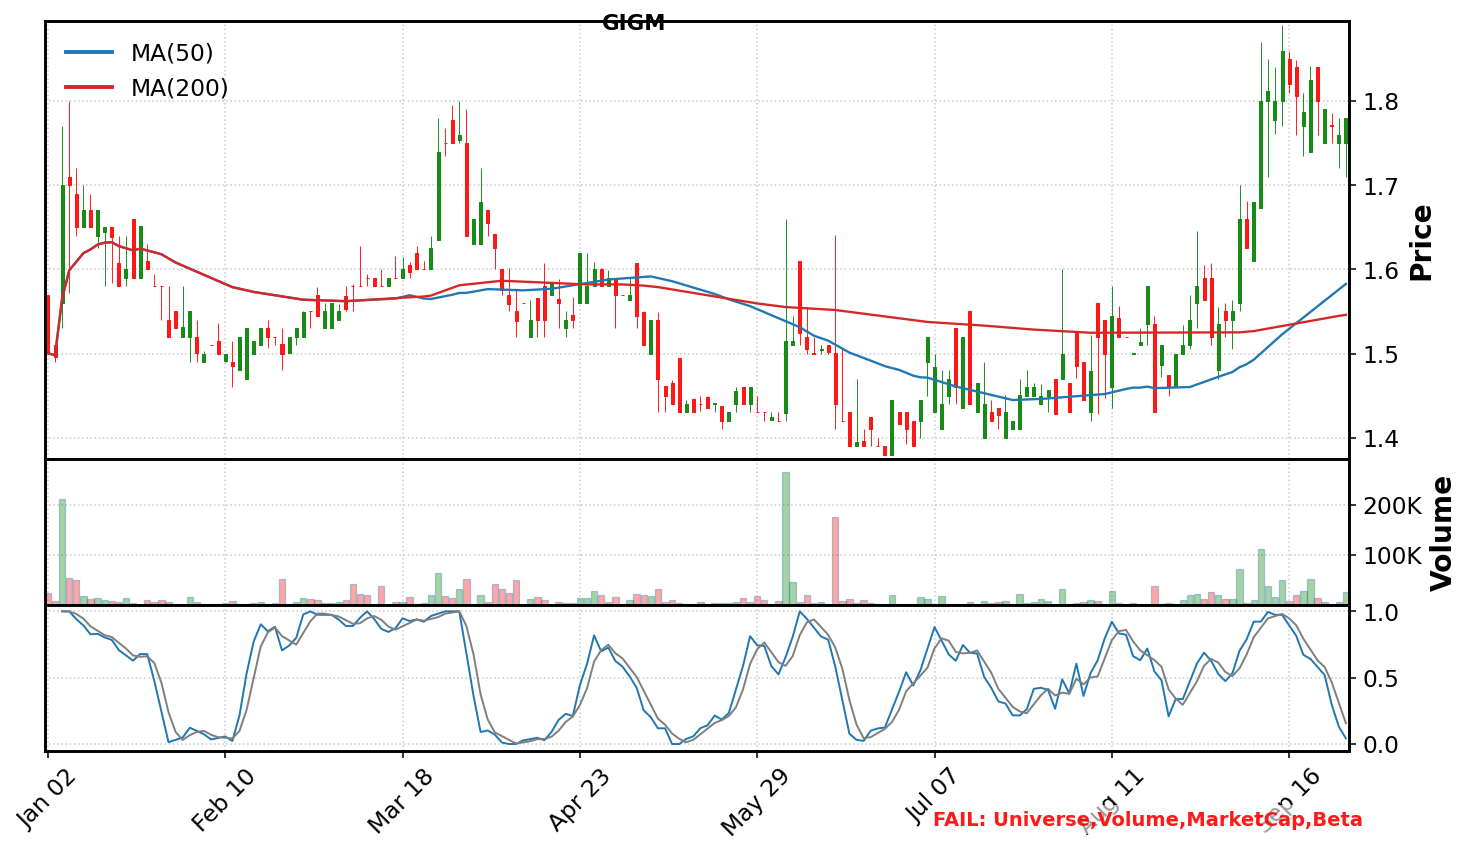 GIGM
MA(50)
MA(200)
1.8
1.7
1.6
1.5
1.4
Price
200K
100K
Volume
1.0
0.5
0.0
Jan 02
Feb 10
Mar 18
Apr 23
May 29
Jul 07
Aug 11
Sep 16
FAIL: Universe,Volume,MarketCap,Beta